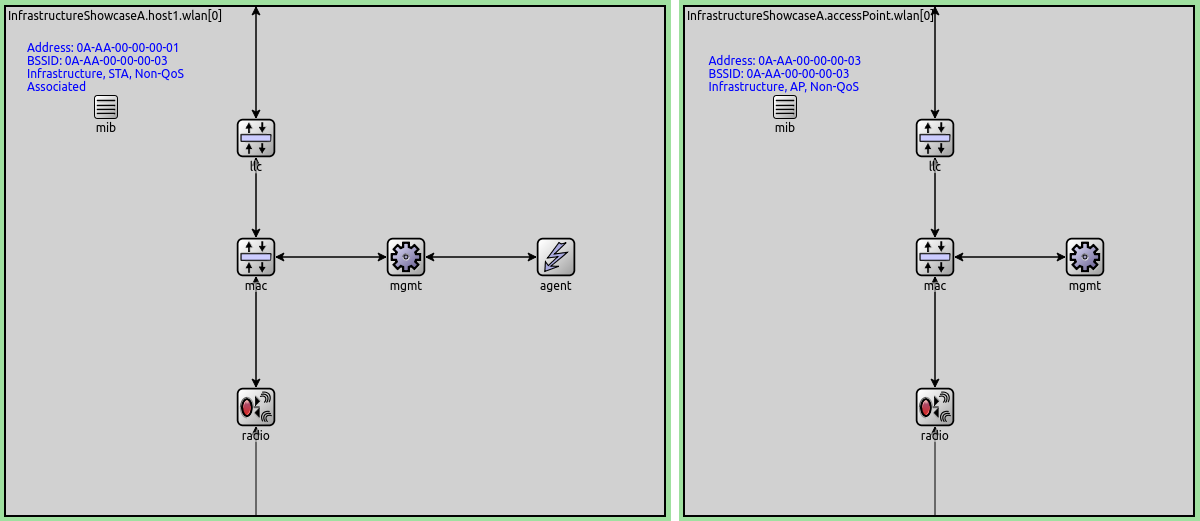 InfrastructureShowcaseA.host1.wlan[0]
Address: 0A-AA-00-00-00-01
BSSID: 0A-AA-00-00-00-03
Infrastructure, STA, Non-QoS
Associated
mib
llc
mac
mgmt
agent
radio
InfrastructureShowcaseA.accessPoint.wlan[0]
Address: 0A-AA-00-00-00-03
BSSID: 0A-AA-00-00-00-03
Infrastructure, AP, Non-QoS
mib
llc
mac
mgmt
radio